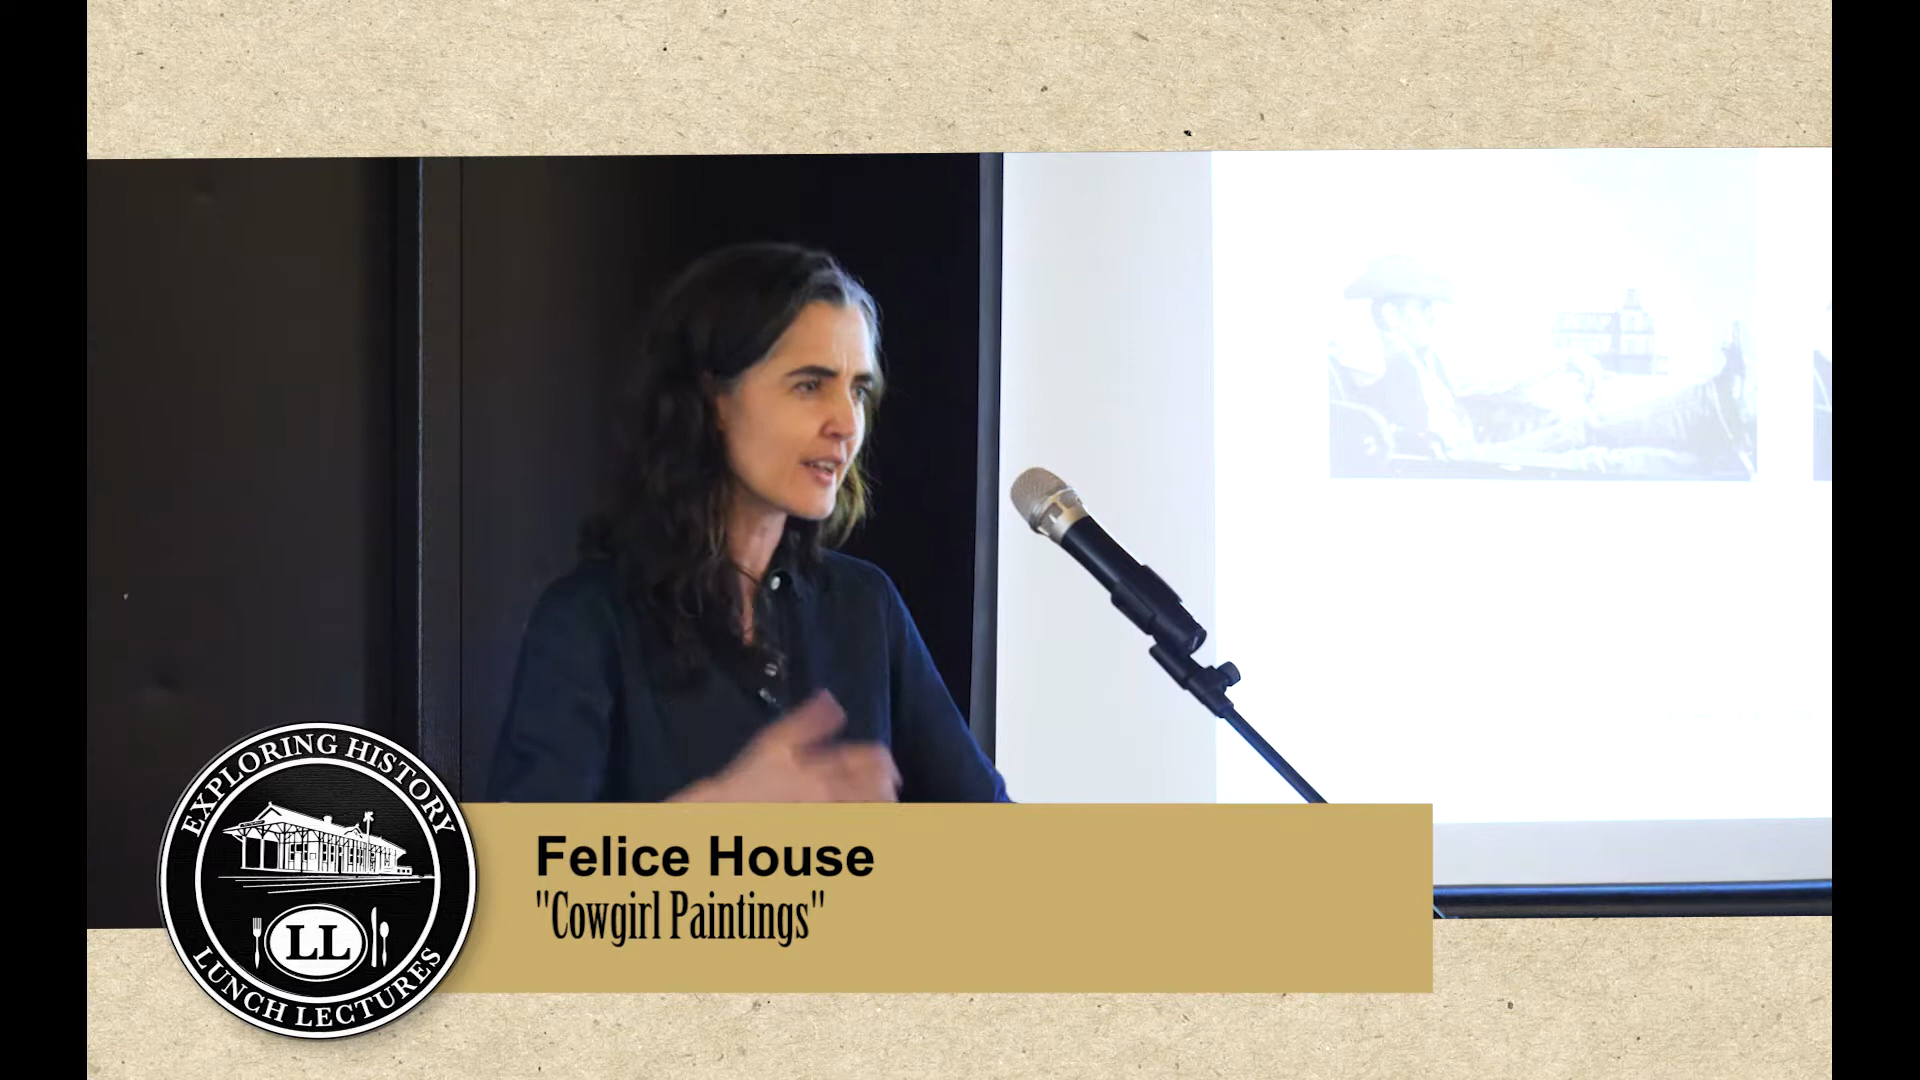 EXPLORING HISTORY
LL
LUNCH LECTURES
Felice House
"Cowgirl Paintings"